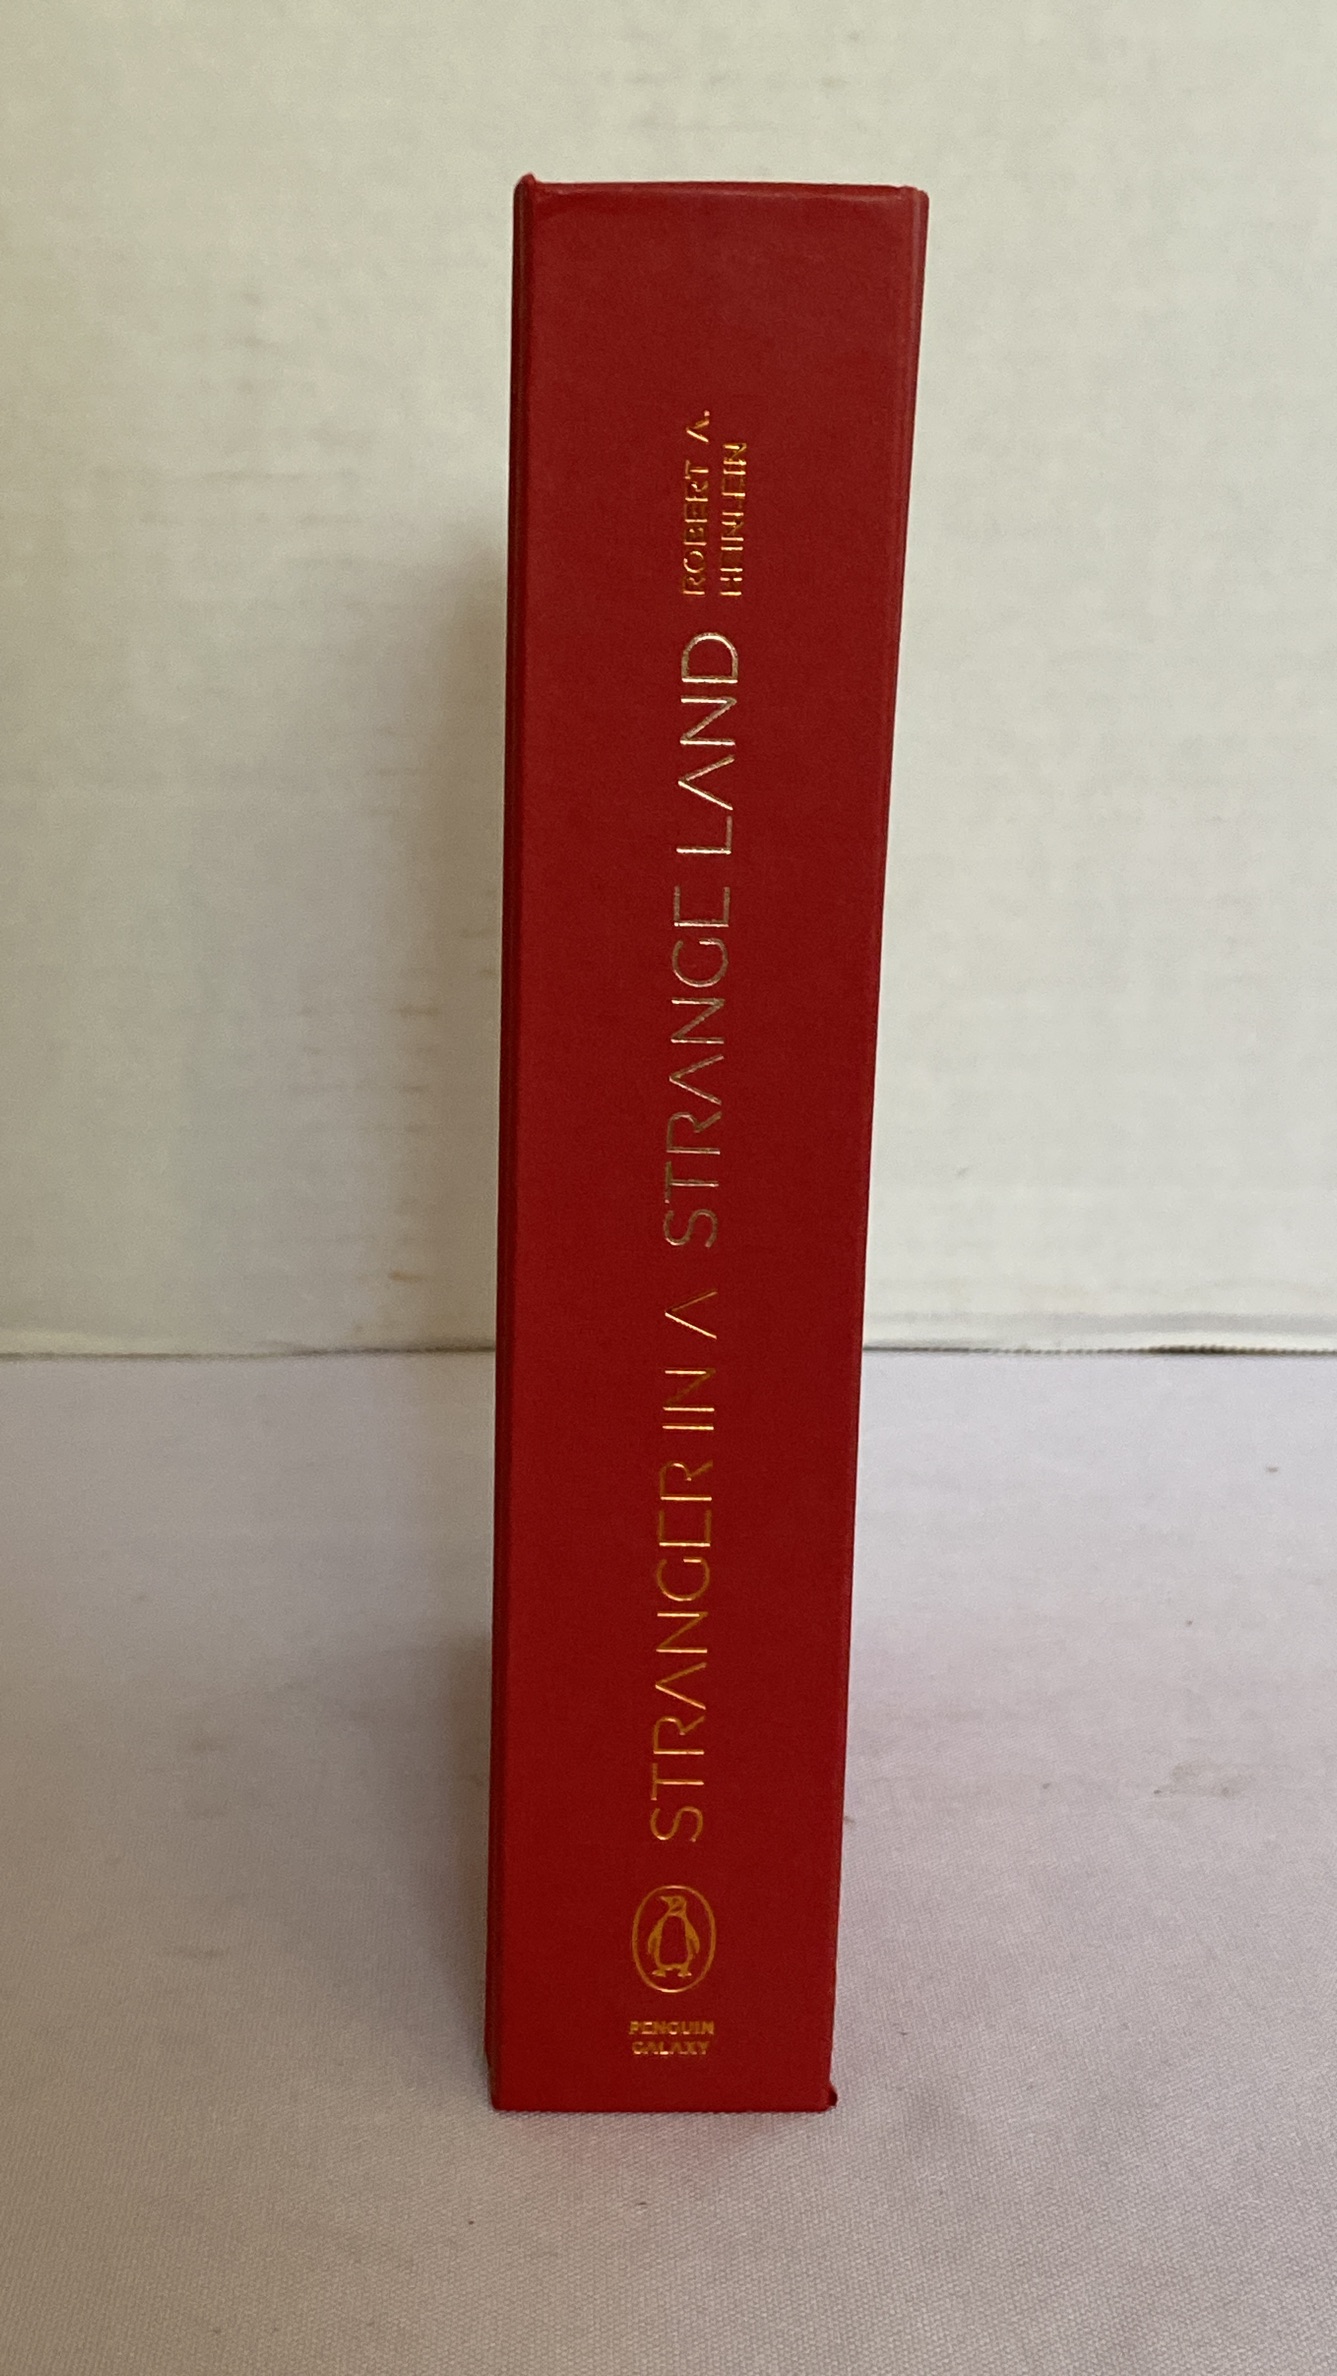 ROBERT A.
HEINLEIN
STRANGER IN A STRANGE LAND
PENGUIN
GALAXY